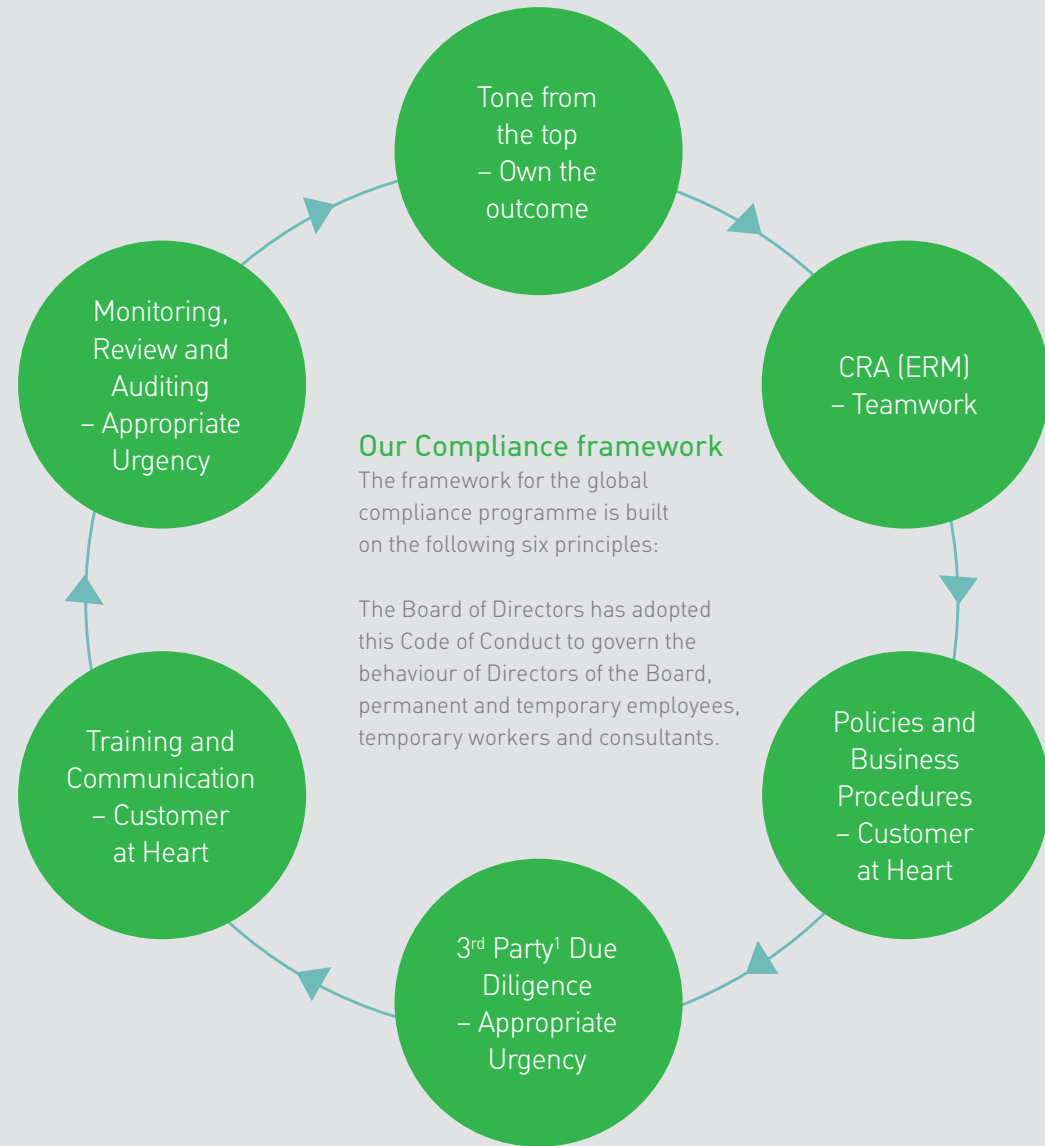 Tone from
the top
– Own the
outcome
CRA (ERM)
– Teamwork
Policies and
Business
Procedures
– Customer
at Heart
3rd Party¹ Due
Diligence
– Appropriate
Urgency
Training and
Communication
– Customer
at Heart
Monitoring,
Review and
Auditing
– Appropriate
Urgency
Our Compliance framework
The framework for the global
compliance programme is built
on the following six principles:
The Board of Directors has adopted
this Code of Conduct to govern the
behaviour of Directors of the Board,
permanent and temporary employees,
temporary workers and consultants.